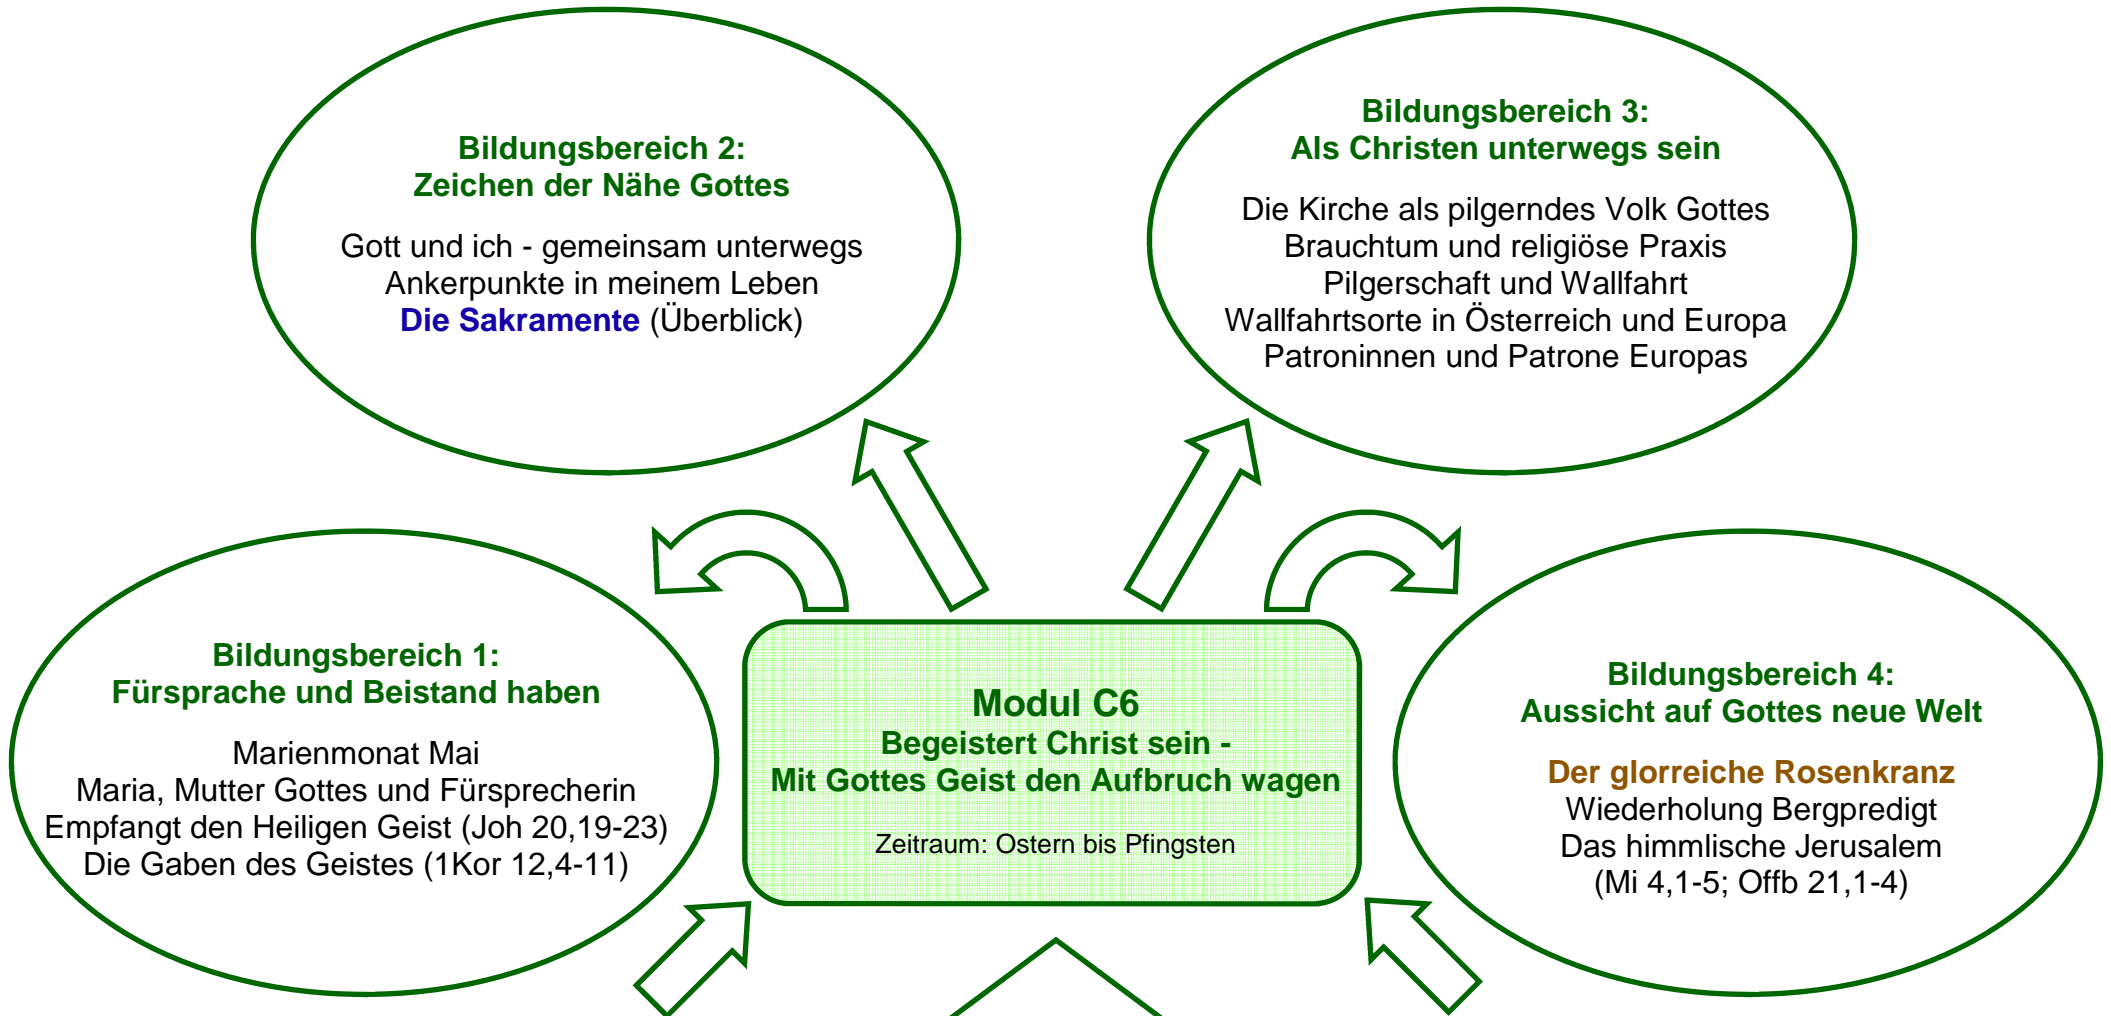 Bildungsbereich 2:
Zeichen der Nähe Gottes
Gott und ich - gemeinsam unterwegs
Ankerpunkte in meinem Leben
Die Sakramente (Überblick)
Bildungsbereich 3:
Als Christen unterwegs sein
Die Kirche als pilgerndes Volk Gottes
Brauchtum und religiöse Praxis
Pilgerschaft und Wallfahrt
Wallfahrtsorte in Österreich und Europa
Patroninnen und Patrone Europas
Bildungsbereich 1:
Fürsprache und Beistand haben
Marienmonat Mai
Maria, Mutter Gottes und Fürsprecherin
Empfangt den Heiligen Geist (Joh 20,19-23)
Die Gaben des Geistes (1Kor 12,4-11)
Modul C6
Begeistert Christ sein -
Mit Gottes Geist den Aufbruch wagen
Zeitraum: Ostern bis Pfingsten
Bildungsbereich 4:
Aussicht auf Gottes neue Welt
Der glorreiche Rosenkranz
Wiederholung Bergpredigt
Das himmlische Jerusalem
(Mi 4,1-5; Offb 21,1-4)